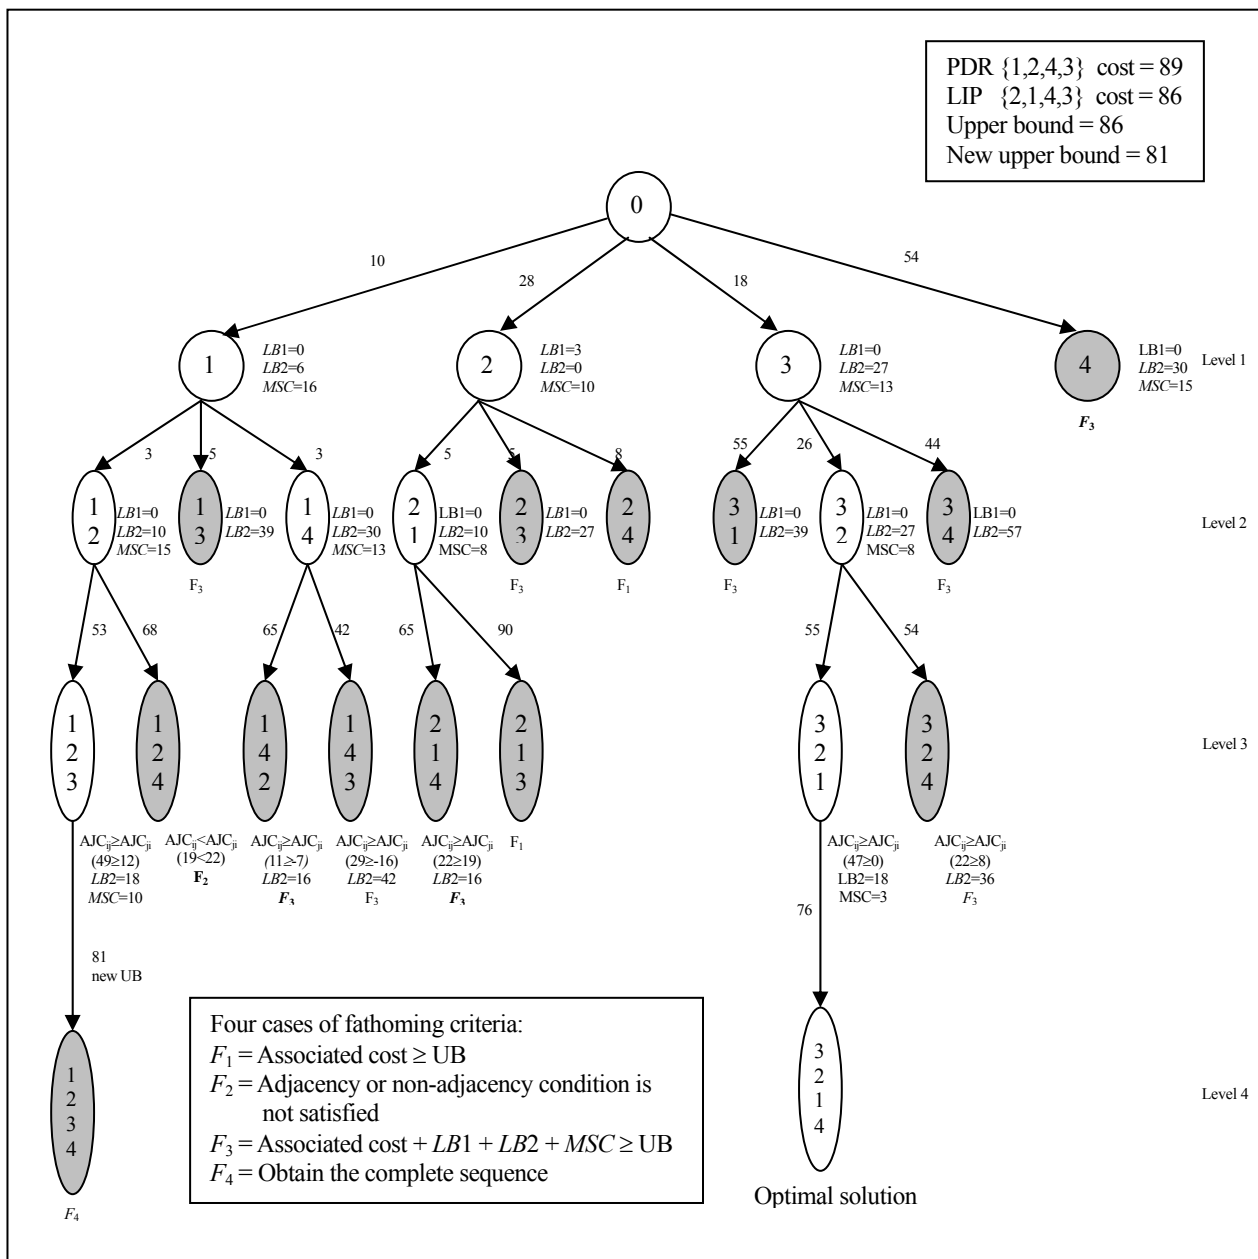 PDR {1,2,4,3} cost = 89
LIP {2,1,4,3} cost = 86
Upper bound = 86
New upper bound = 81
0
10
28
18
54
1
LB1=0
LB2=6
MSC=16
2
LB1=3
LB2=0
MSC=10
3
LB1=0
LB2=27
MSC=13
4
LB1=0
LB2=30
MSC=15
F3
Level 1
3
5
3
5
5
8
55
26
44
1
2
LB1=0
LB2=10
MSC=15
1
3
LB1=0
LB2=39
F3
1
4
LB1=0
LB2=30
MSC=13
2
1
LB1=0
LB2=10
MSC=8
2
3
LB1=0
LB2=27
F3
2
4
F1
3
1
LB1=0
LB2=39
F3
3
2
LB1=0
LB2=27
MSC=8
3
4
LB1=0
LB2=57
F3
Level 2
53
68
65
42
65
90
55
54
1
2
3
AJCij≥AJCji
(49≥12)
LB2=18
MSC=10
1
2
4
AJCij<AJCji
(19<22)
F2
1
4
2
AJCij≥AJCji
(11≥-7)
LB2=16
F3
1
4
3
AJCij≥AJCji
(29≥-16)
LB2=42
F3
2
1
4
AJCij≥AJCji
(22≥19)
LB2=16
F3
2
1
3
F1
3
2
1
AJCij≥AJCji
(47≥0)
LB2=18
MSC=3
3
2
4
AJCij≥AJCji
(22≥8)
LB2=36
F3
Level 3
81
new UB
76
1
2
3
4
F4
Four cases of fathoming criteria:
F1 = Associated cost ≥ UB
F2 = Adjacency or non-adjacency condition is
not satisfied
F3 = Associated cost + LB1 + LB2 + MSC ≥ UB
F4 = Obtain the complete sequence
3
2
1
4
Optimal solution
Level 4